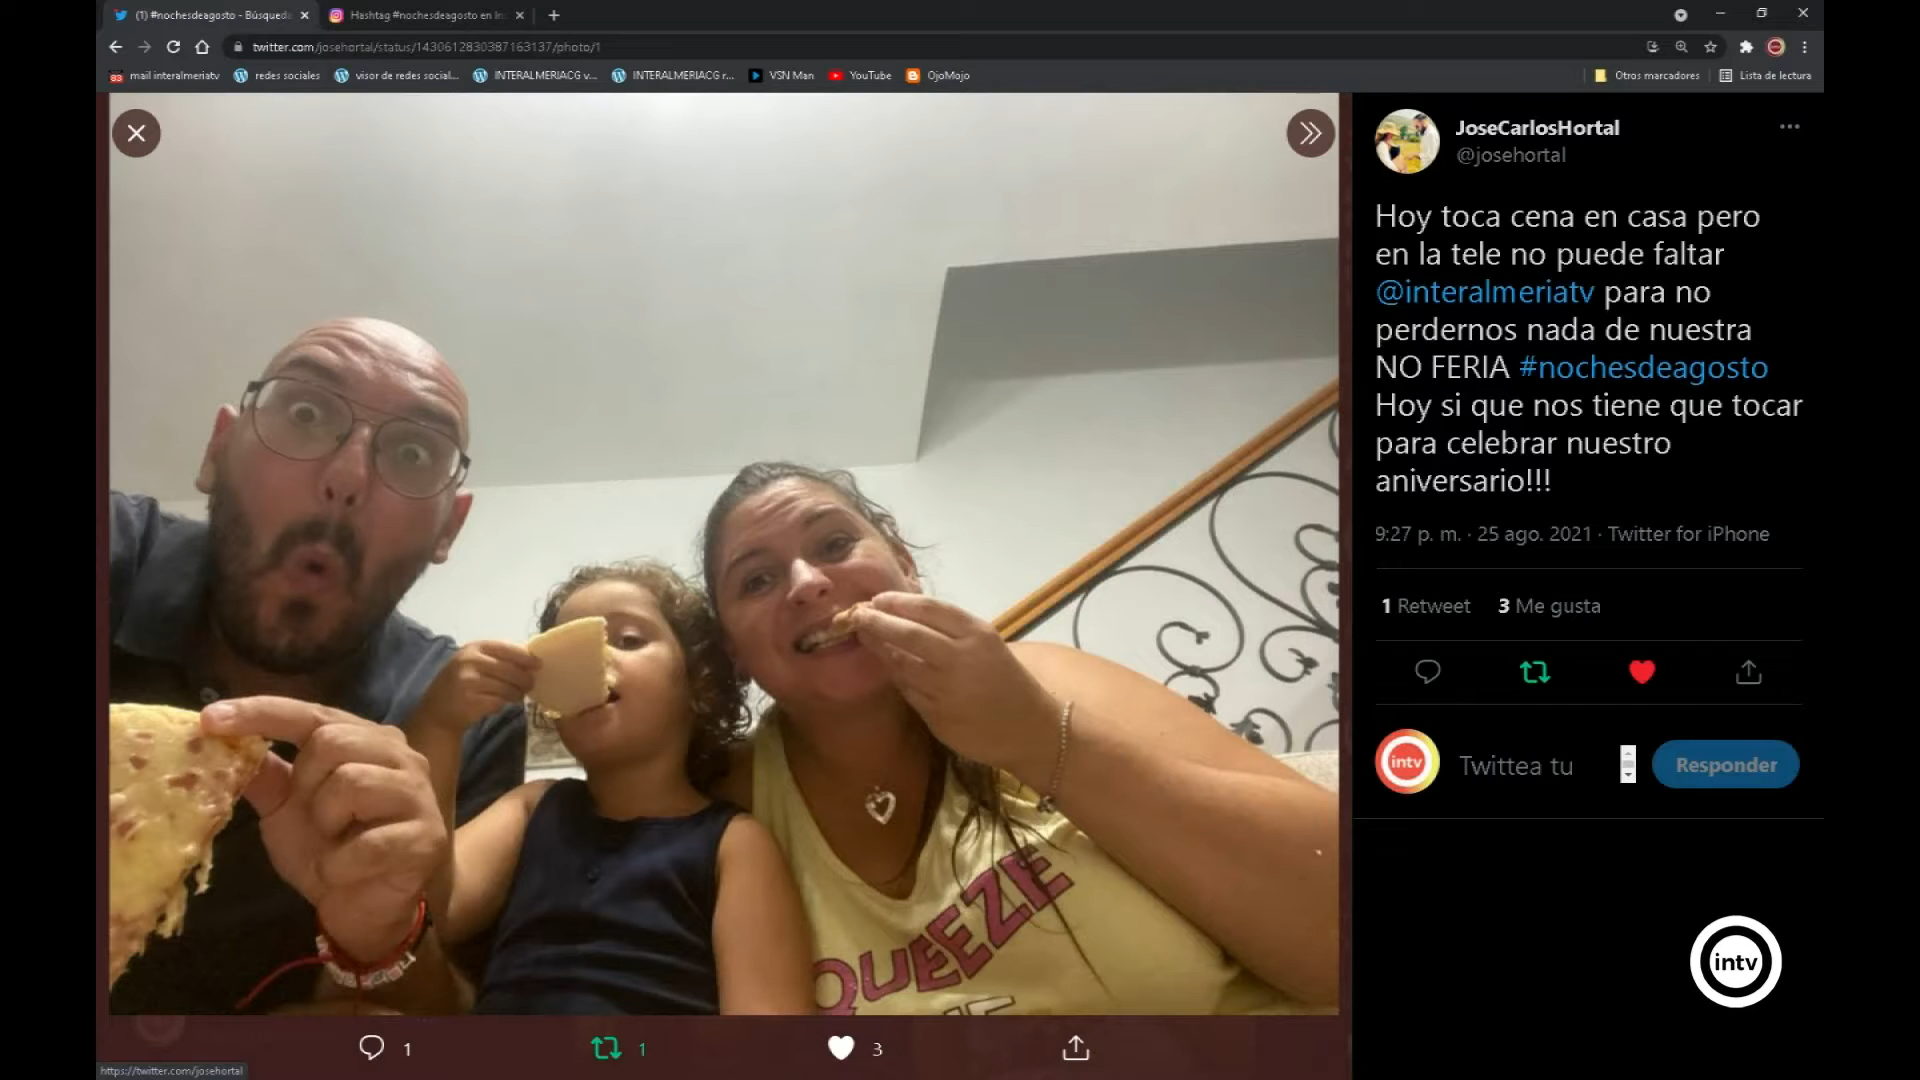 (1) #nochesdeagosto - Búsqueda
Hashtag #nochesdeagosto en In
twitter.com/josehortal/status/1430612830387163137/photo/1
mail interalmeriatv
redes sociales
visor de redes social...
INTERALMERIACG v...
INTERALMERIACG r...
VSN Man
YouTube
OjoMojo
Otros marcadores
Lista de lectura
JoseCarlosHortal
@josehortal
Hoy toca cena en casa pero
en la tele no puede faltar
@interalmeriatv para no
perdernos nada de nuestra
NO FERIA #nochesdeagosto
Hoy si que nos tiene que tocar
para celebrar nuestro
aniversario!!!
9:27 p. m. · 25 ago. 2021 · Twitter for iPhone
1 Retweet 3 Me gusta
intv
Twittea tu
Responder
QUEEZE
intv
1
1
3
https://twitter.com/josehortal